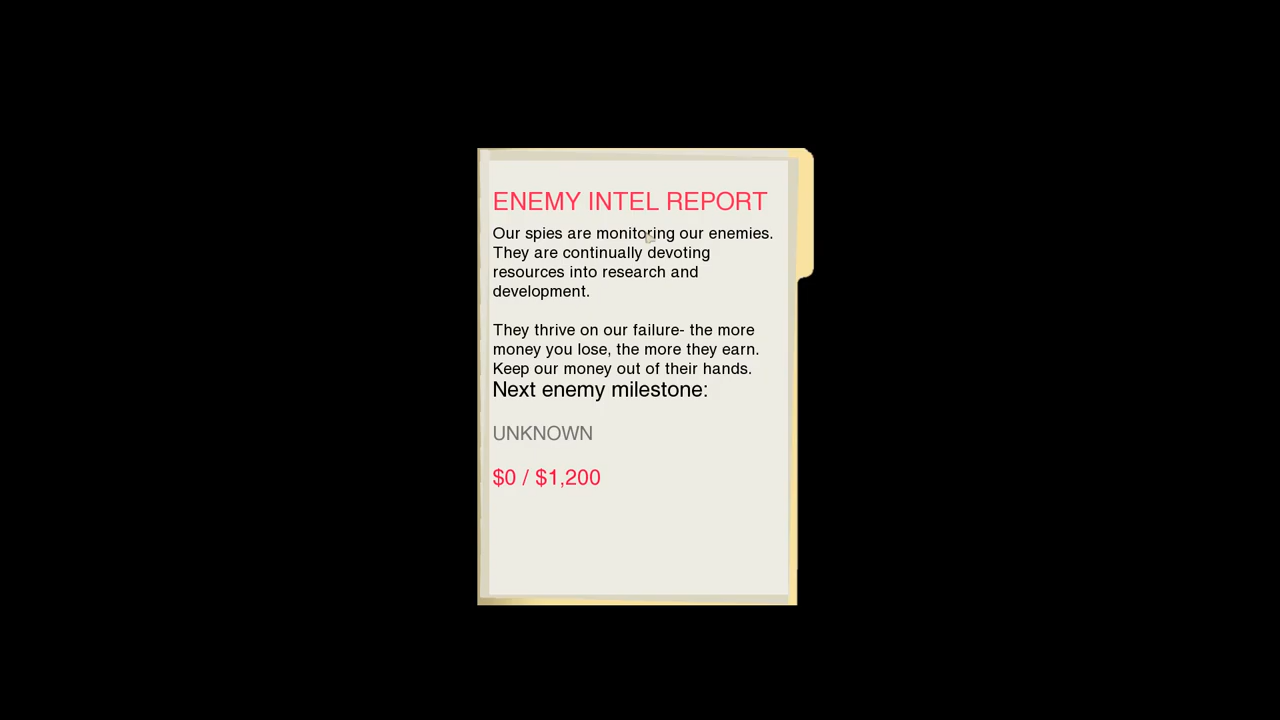 ENEMY INTEL REPORT
Our spies are monitoring our enemies.
They are continually devoting
resources into research and
development.
They thrive on our failure- the more
money you lose, the more they earn.
Keep our money out of their hands.
Next enemy milestone:
UNKNOWN
$0 / $1,200